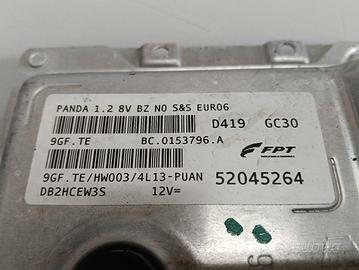 PANDA 1.2 8V BZ NO S&S EURO6
D419 GC30
9GF.TE BC.0153796.A
FPT
9GF.TE/HW003/4L13-PUAN 52045264
DB2HCEW3S 12V=